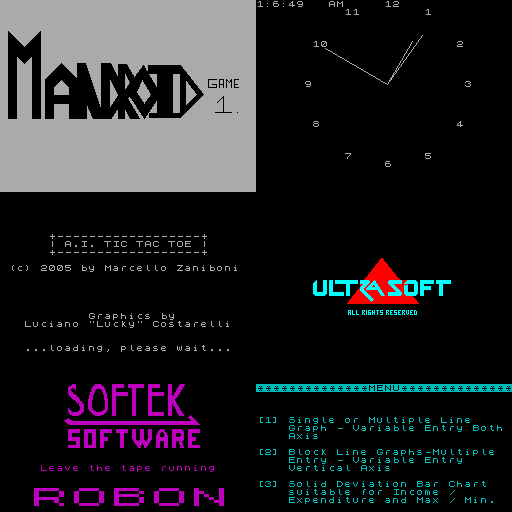 MANDROID
GAME
1.
1:6:49 AM
12
11
1
10
2
9
3
8
4
7
5
6
+------------------+
| A.I. TIC TAC TOE |
+------------------+
(c) 2005 by Marcello Zaniboni
Graphics by
Luciano "Lucky" Costarelli
...loading, please wait...
ULTRASOFT
ALL RIGHTS RESERVED
SOFTEK
SOFTWARE
Leave the tape running
ROBON
**************MENU**************
[1] Single or Multiple Line
Graph - Variable Entry Both
Axis
[2] Block Line Graphs-Multiple
Entry - Variable Entry
Vertical Axis
[3] Solid Deviation Bar Chart
suitable for Income /
Expenditure and Max / Min.